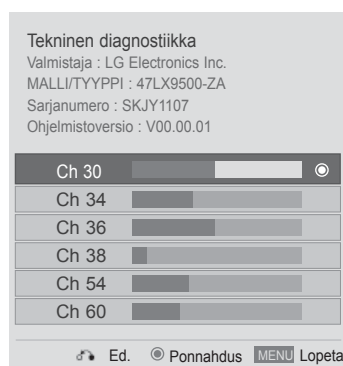 Tekninen diagnostiikka
Valmistaja : LG Electronics Inc.
MALLI/TYYPPI : 47LX9500-ZA
Sarjanumero : SKJY1107
Ohjelmistoversio : V00.00.01
Ch 30
Ch 34
Ch 36
Ch 38
Ch 54
Ch 60
Ed. Ponnahdus MENU Lopeta